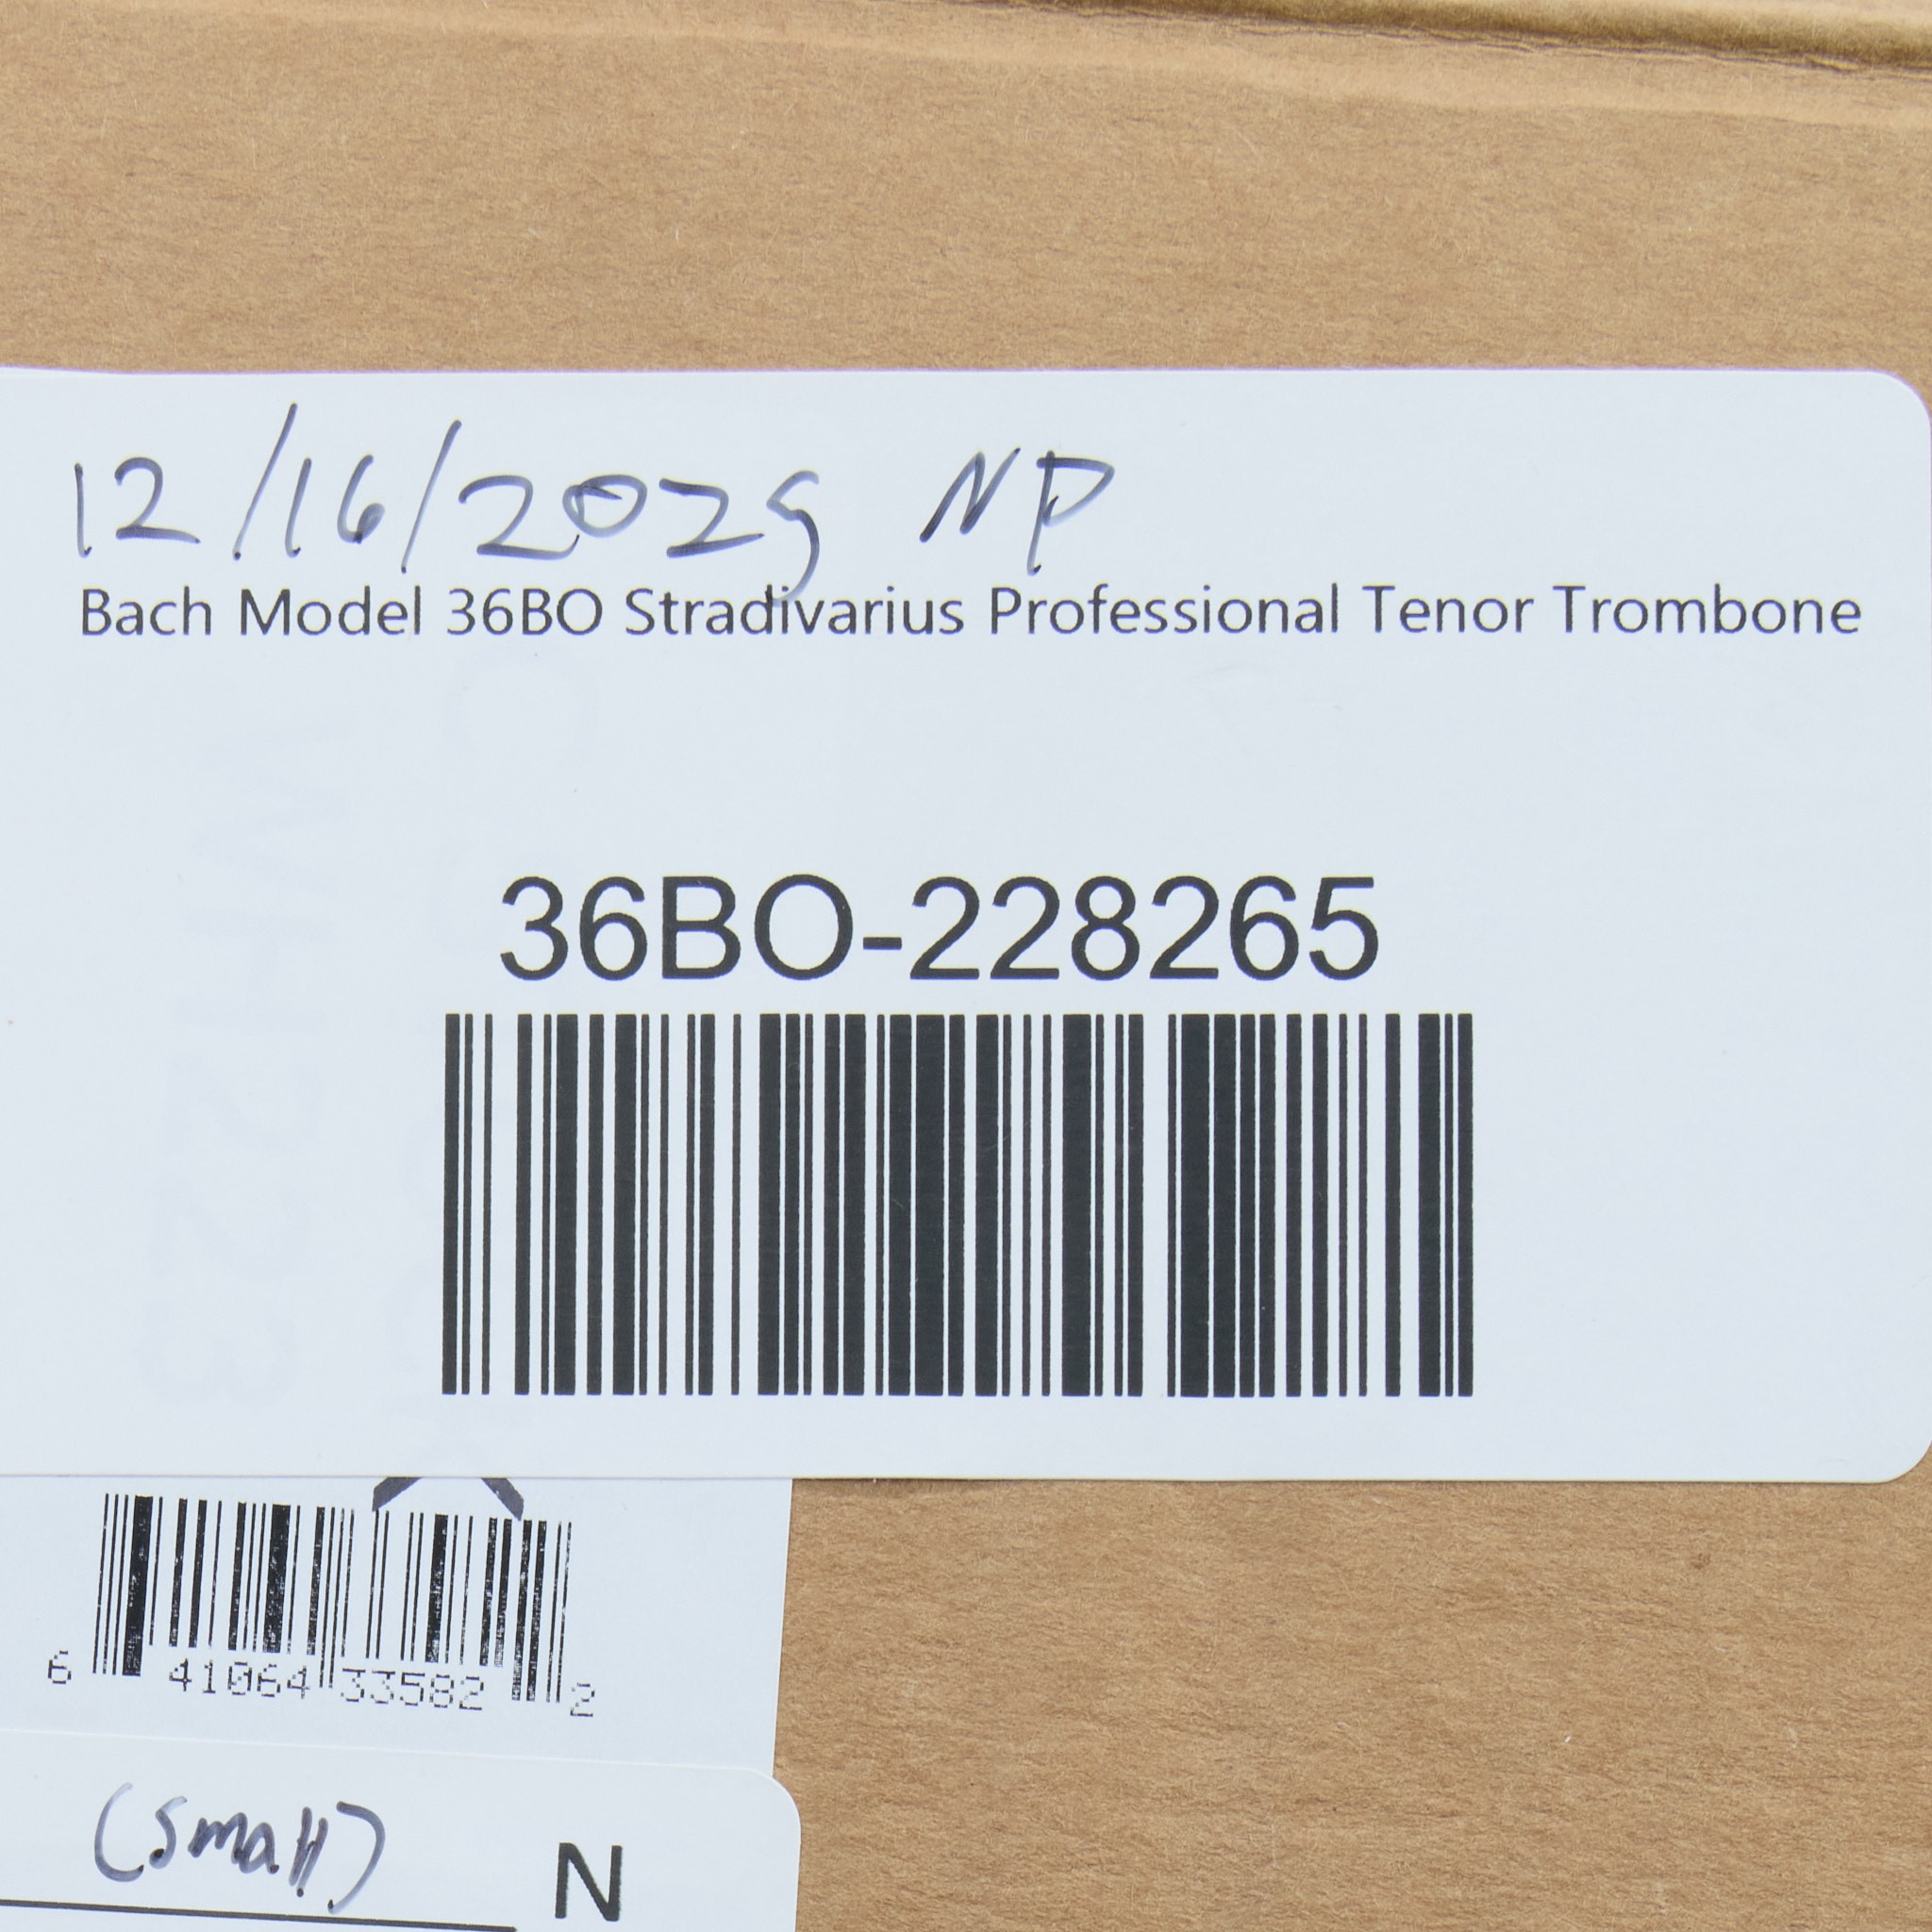 12/16/2025 NP
Bach Model 36BO Stradivarius Professional Tenor Trombone
36BO-228265
6 41064 33582 2
(small)
N